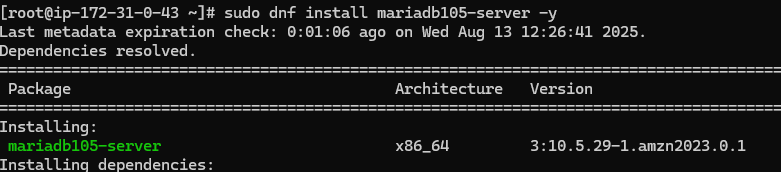 [root@ip-172-31-0-43 ~]# sudo dnf install mariadb105-server -y
Last metadata expiration check: 0:01:06 ago on Wed Aug 13 12:26:41 2025.
Dependencies resolved.
================================================================================
Package Architecture Version
================================================================================
Installing:
mariadb105-server x86_64 3:10.5.29-1.amzn2023.0.1
Installing dependencies: